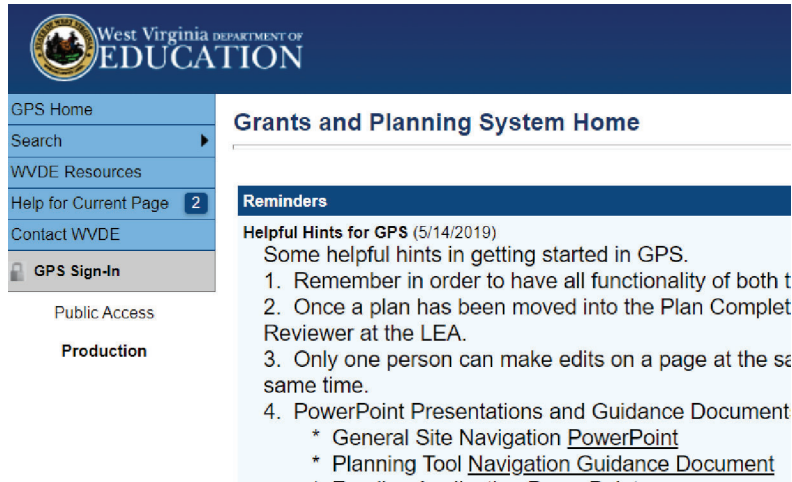 West Virginia DEPARTMENT OF
EDUCATION
GPS Home
Search
WVDE Resources
Help for Current Page 2
Contact WVDE
GPS Sign-In
Public Access
Production
Grants and Planning System Home
Reminders
Helpful Hints for GPS (5/14/2019)
Some helpful hints in getting started in GPS.
1. Remember in order to have all functionality of both
2. Once a plan has been moved into the Plan Complet
Reviewer at the LEA.
3. Only one person can make edits on a page at the sa
same time.
4. PowerPoint Presentations and Guidance Document
* General Site Navigation PowerPoint
* Planning Tool Navigation Guidance Document